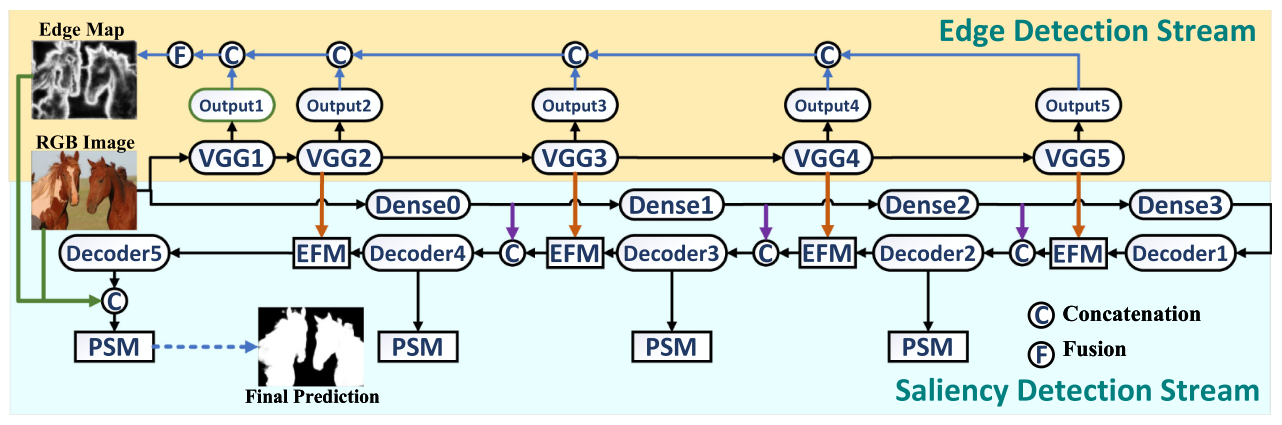 Edge Map
Edge Detection Stream
F C C C C
Output1 Output2 Output3 Output4 Output5
RGB Image
VGG1 VGG2 VGG3 VGG4 VGG5
Dense0 Dense1 Dense2 Dense3
Decoder5 EFM Decoder4 C EFM Decoder3 C EFM Decoder2 C EFM Decoder1
C
C Concatenation
PSM PSM PSM PSM
F Fusion
Final Prediction
Saliency Detection Stream